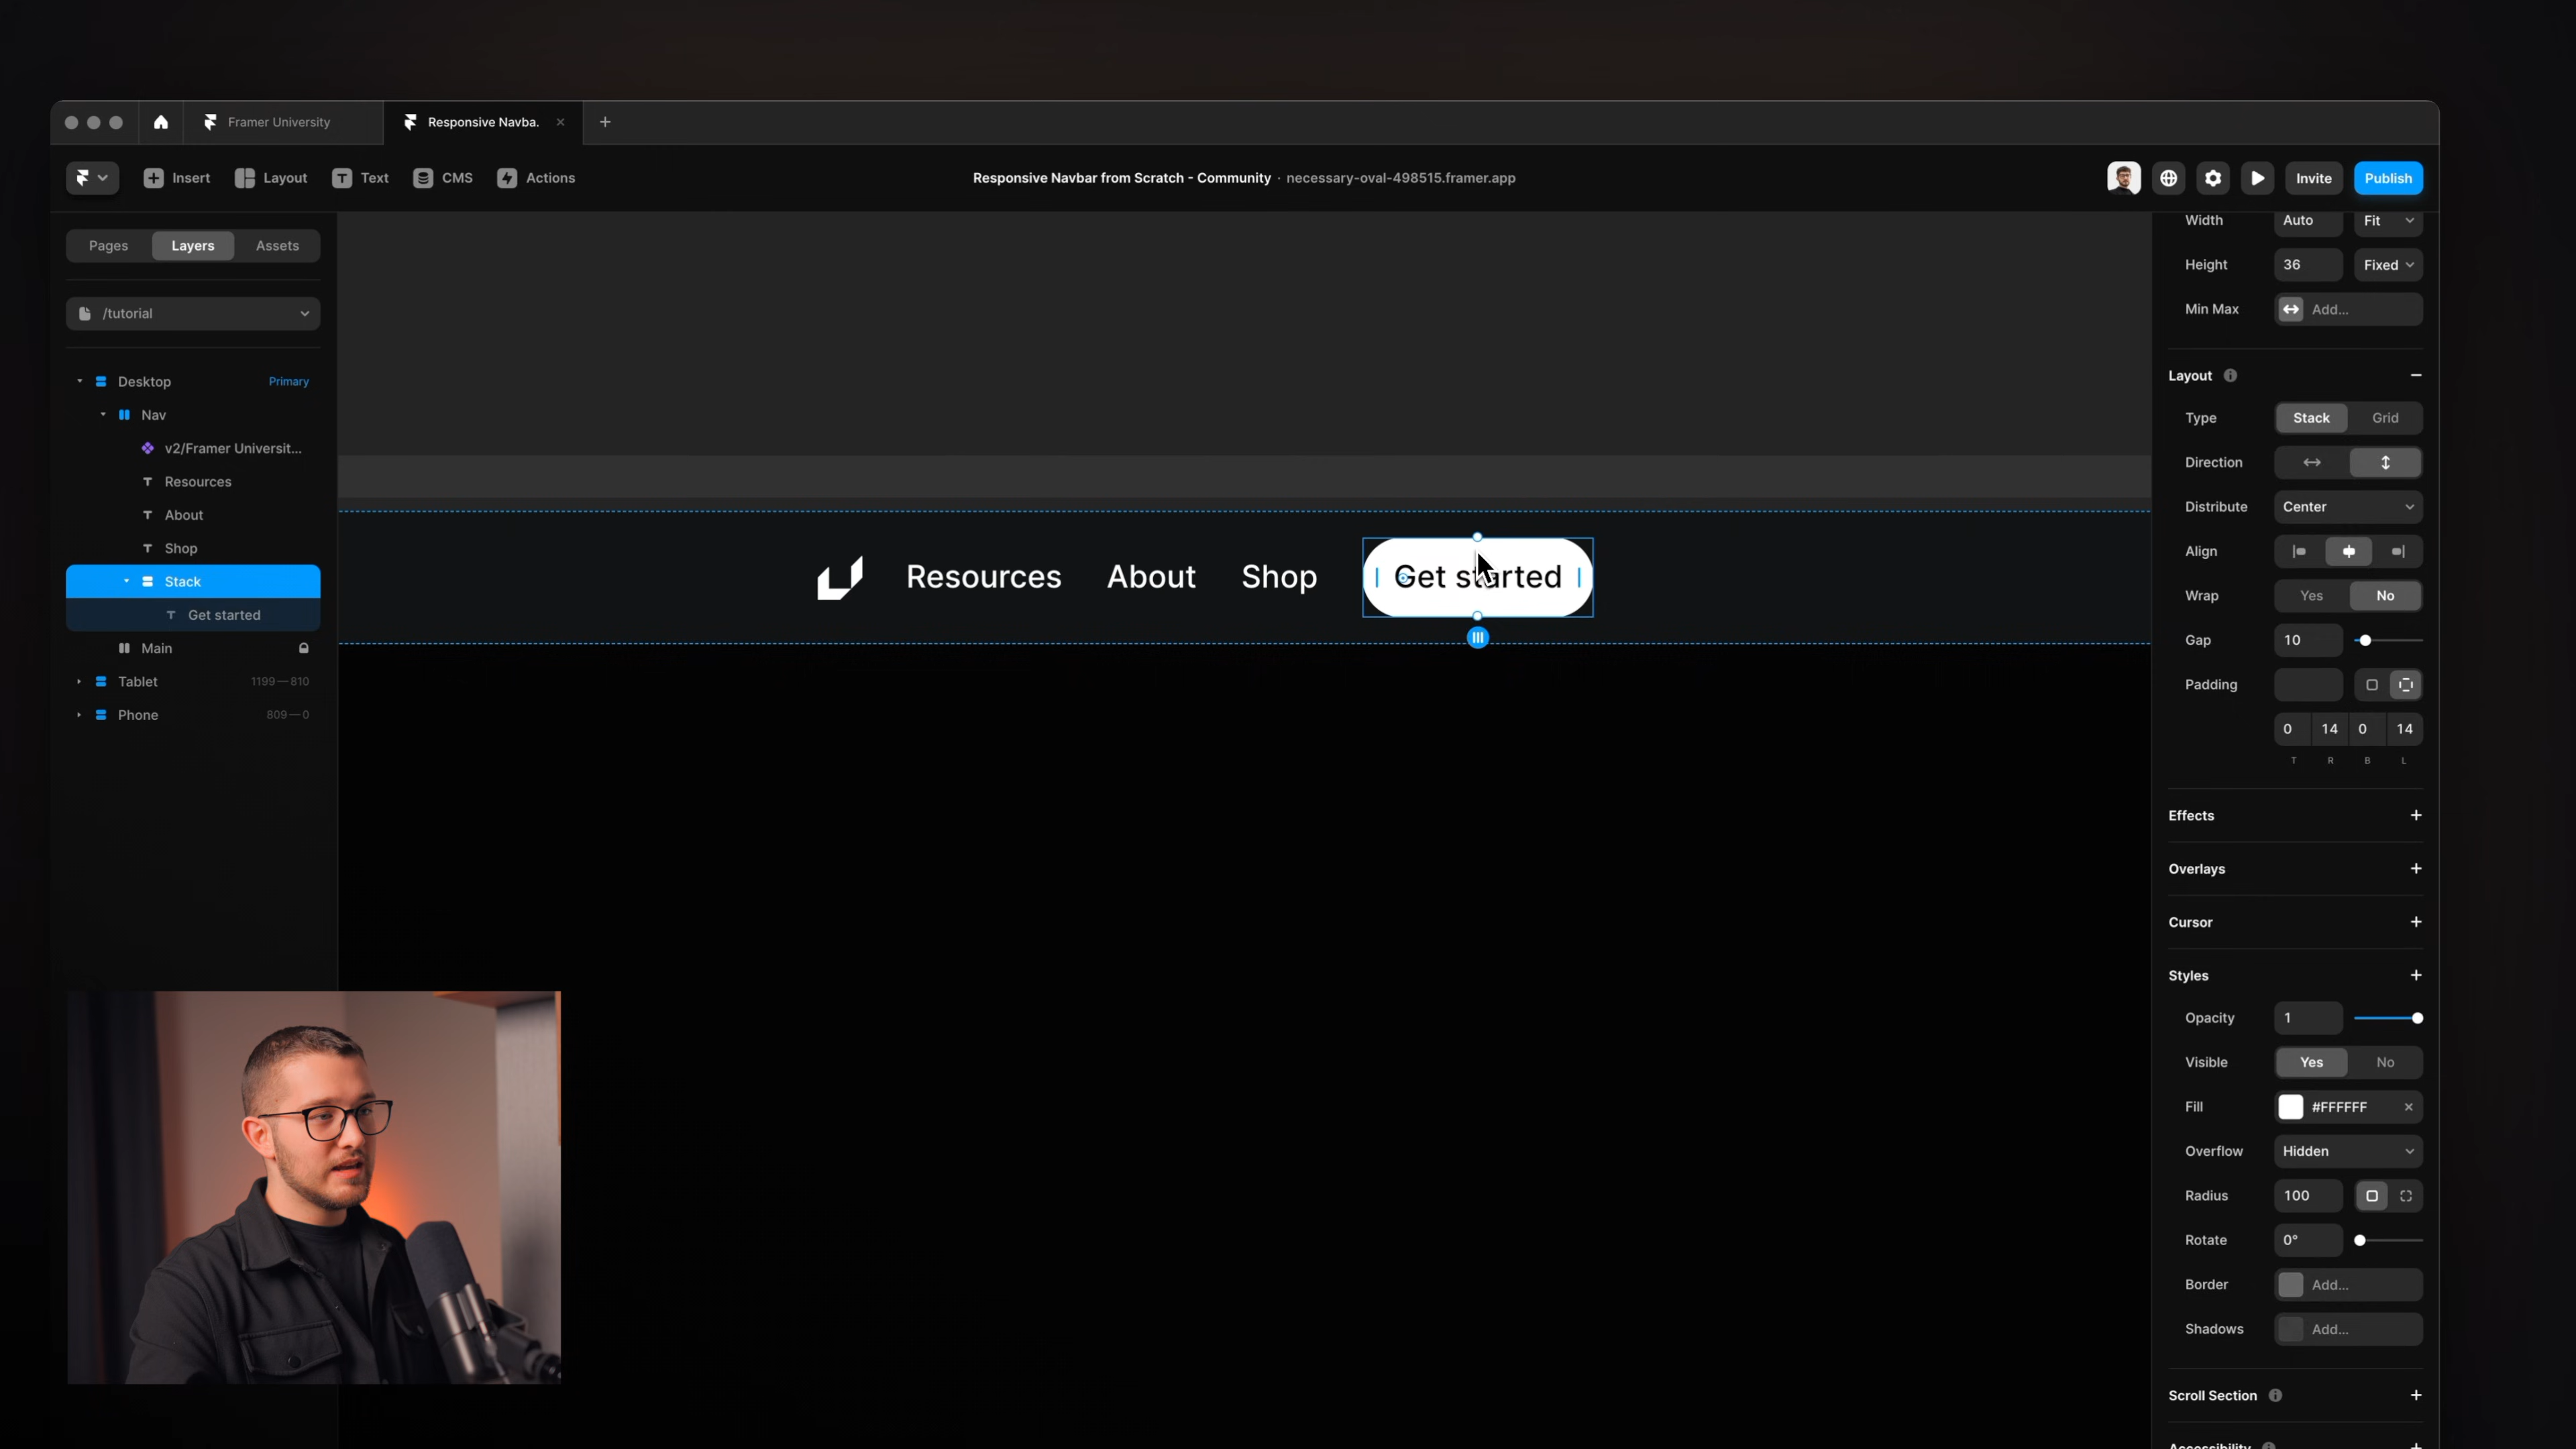 Framer University
Responsive Navba.
Insert
Layout
Text
CMS
Actions
Responsive Navbar from Scratch - Community · necessary-oval-498515.framer.app
Invite
Publish
Pages
Layers
Assets
/tutorial
Desktop
Primary
Nav
v2/Framer Universit...
Resources
About
Shop
Stack
Get started
Main
Tablet
1199—810
Phone
809—0
Resources
About
Shop
Get started
Width
Auto
Fit
Height
36
Fixed
Min Max
Add...
Layout
Type
Stack
Grid
Direction
Distribute
Center
Align
Wrap
Yes
No
Gap
10
Padding
0
14
0
14
T
R
B
L
Effects
Overlays
Cursor
Styles
Opacity
1
Visible
Yes
No
Fill
#FFFFFF
Overflow
Hidden
Radius
100
Rotate
0°
Border
Add...
Shadows
Add...
Scroll Section
Accessibility